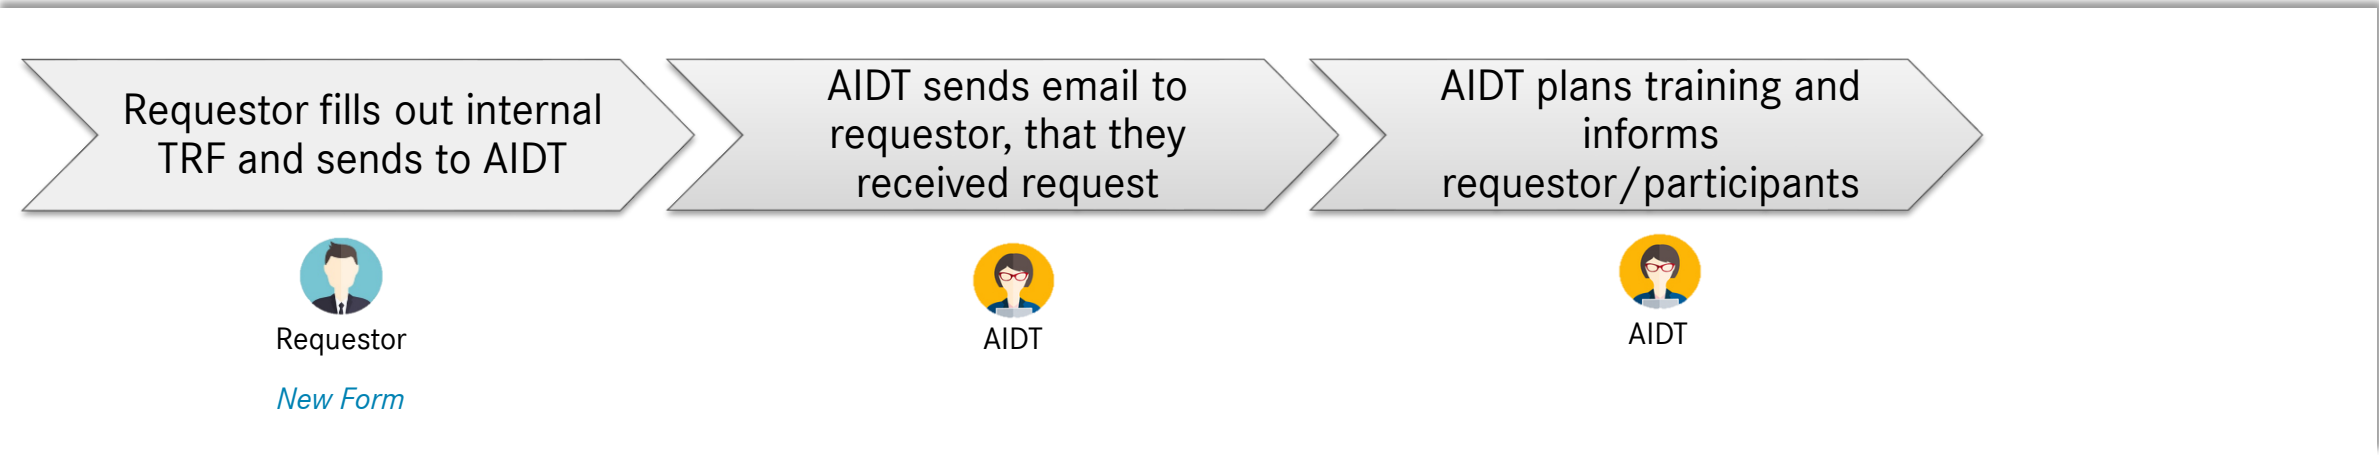 Requestor fills out internal
TRF and sends to AIDT
AIDT sends email to
requestor, that they
received request
AIDT plans training and
informs
requestor/participants
Requestor
AIDT
AIDT
New Form